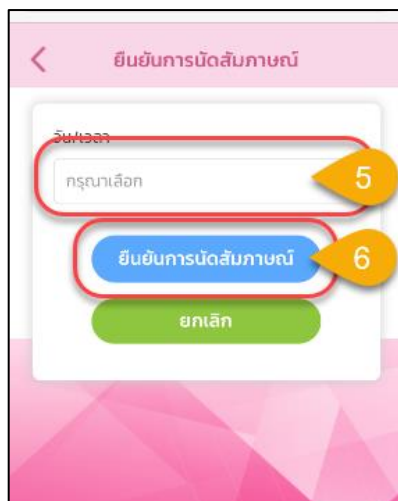 ยืนยันการนัดสัมภาษณ์
วัน/เวลา
กรุณาเลือก
5
ยืนยันการนัดสัมภาษณ์
6
ยกเลิก